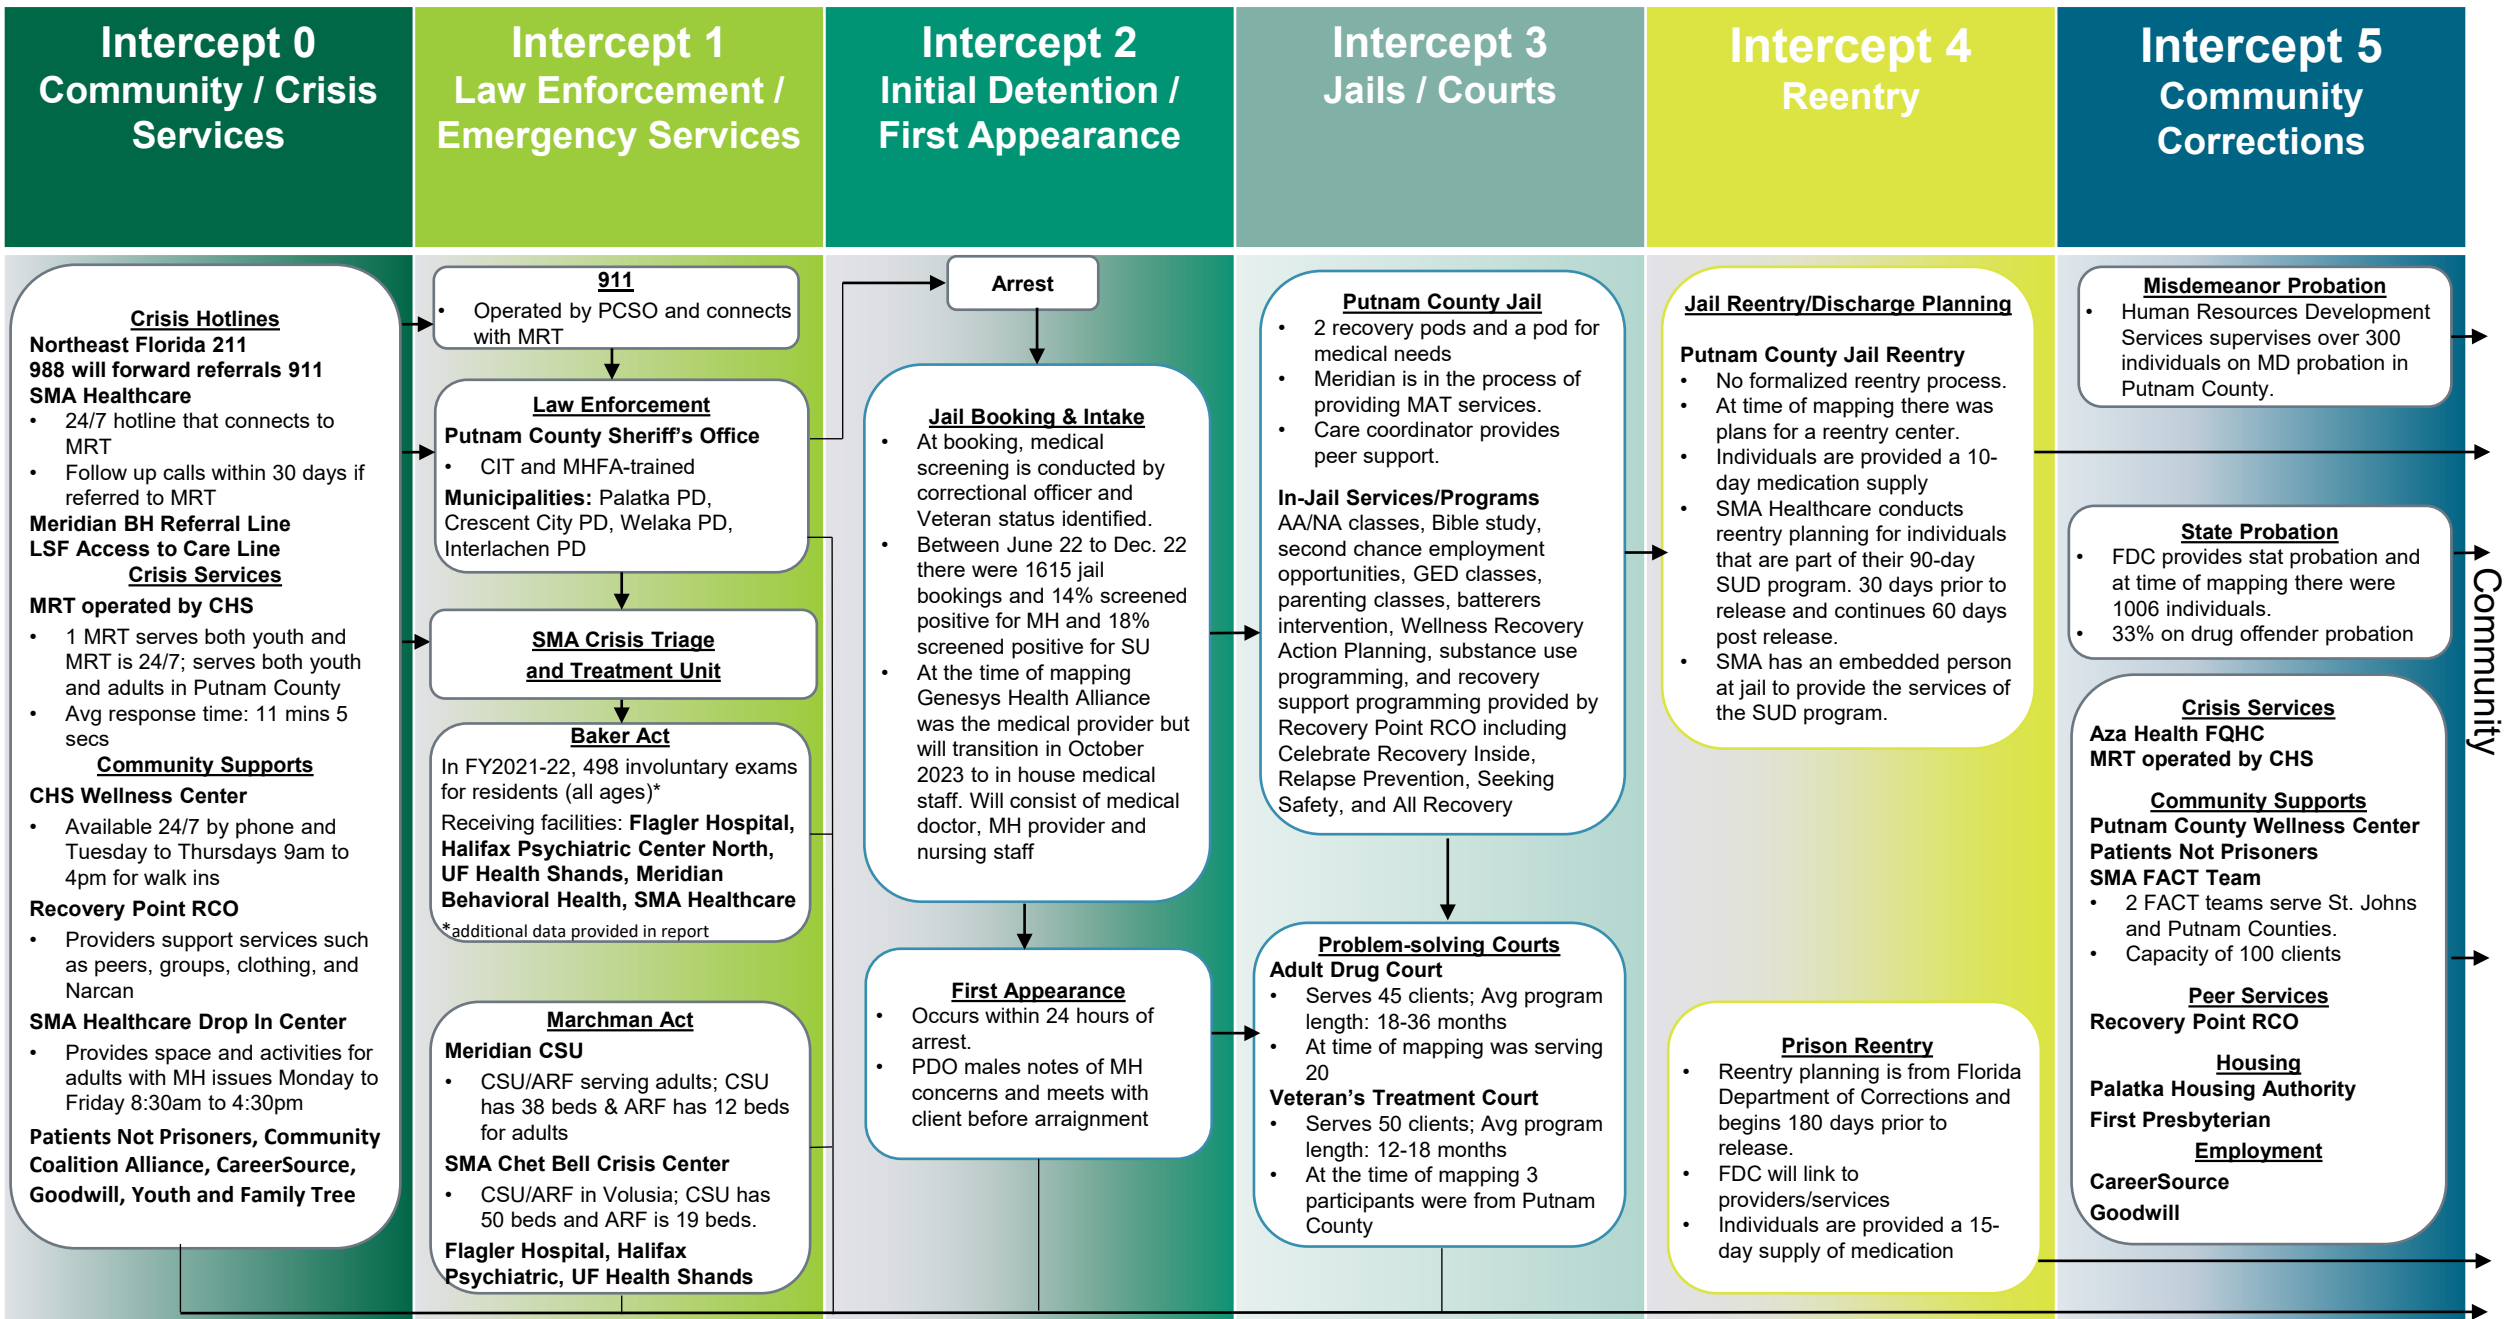 Intercept 0
Community / Crisis
Services
Intercept 1
Law Enforcement /
Emergency Services
Intercept 2
Initial Detention /
First Appearance
Intercept 3
Jails / Courts
Intercept 4
Reentry
Intercept 5
Community
Corrections
Crisis Hotlines
Northeast Florida 211
988 will forward referrals 911
SMA Healthcare
• 24/7 hotline that connects to
MRT
• Follow up calls within 30 days if
referred to MRT
Meridian BH Referral Line
LSF Access to Care Line
Crisis Services
MRT operated by CHS
• 1 MRT serves both youth and
MRT is 24/7; serves both youth
and adults in Putnam County
• Avg response time: 11 mins 5
secs
Community Supports
CHS Wellness Center
• Available 24/7 by phone and
Tuesday to Thursdays 9am to
4pm for walk ins
Recovery Point RCO
• Providers support services such
as peers, groups, clothing, and
Narcan
SMA Healthcare Drop In Center
• Provides space and activities for
adults with MH issues Monday to
Friday 8:30am to 4:30pm
Patients Not Prisoners, Community
Coalition Alliance, CareerSource,
Goodwill, Youth and Family Tree
911
• Operated by PCSO and connects
with MRT
Law Enforcement
Putnam County Sheriff's Office
• CIT and MHFA-trained
Municipalities: Palatka PD,
Crescent City PD, Welaka PD,
Interlachen PD
SMA Crisis Triage
and Treatment Unit
Baker Act
In FY2021-22, 498 involuntary exams
for residents (all ages)*
Receiving facilities: Flagler Hospital,
Halifax Psychiatric Center North,
UF Health Shands, Meridian
Behavioral Health, SMA Healthcare
*additional data provided in report
Marchman Act
Meridian CSU
• CSU/ARF serving adults; CSU
has 38 beds & ARF has 12 beds
for adults
SMA Chet Bell Crisis Center
• CSU/ARF in Volusia; CSU has
50 beds and ARF is 19 beds.
Flagler Hospital, Halifax
Psychiatric, UF Health Shands
Arrest
Jail Booking & Intake
• At booking, medical
screening is conducted by
correctional officer and
Veteran status identified.
• Between June 22 to Dec. 22
there were 1615 jail
bookings and 14% screened
positive for MH and 18%
screened positive for SU
• At the time of mapping
Genesys Health Alliance
was the medical provider but
will transition in October
2023 to in house medical
staff. Will consist of medical
doctor, MH provider and
nursing staff
First Appearance
• Occurs within 24 hours of
arrest.
• PDO males notes of MH
concerns and meets with
client before arraignment
Putnam County Jail
• 2 recovery pods and a pod for
medical needs
• Meridian is in the process of
providing MAT services.
• Care coordinator provides
peer support.
In-Jail Services/Programs
AA/NA classes, Bible study,
second chance employment
opportunities, GED classes,
parenting classes, batterers
intervention, Wellness Recovery
Action Planning, substance use
programming, and recovery
support programming provided by
Recovery Point RCO including
Celebrate Recovery Inside,
Relapse Prevention, Seeking
Safety, and All Recovery
Problem-solving Courts
Adult Drug Court
• Serves 45 clients; Avg program
length: 18-36 months
• At time of mapping was serving
20
Veteran's Treatment Court
• Serves 50 clients; Avg program
length: 12-18 months
• At the time of mapping 3
participants were from Putnam
County
Jail Reentry/Discharge Planning
Putnam County Jail Reentry
• No formalized reentry process.
• At time of mapping there was
plans for a reentry center.
• Individuals are provided a 10-
day medication supply
• SMA Healthcare conducts
reentry planning for individuals
that are part of their 90-day
SUD program. 30 days prior to
release and continues 60 days
post release.
• SMA has an embedded person
at jail to provide the services of
the SUD program.
Prison Reentry
• Reentry planning is from Florida
Department of Corrections and
begins 180 days prior to
release.
• FDC will link to
providers/services
• Individuals are provided a 15-
day supply of medication
Misdemeanor Probation
• Human Resources Development
Services supervises over 300
individuals on MD probation in
Putnam County.
State Probation
• FDC provides stat probation and
at time of mapping there were
1006 individuals.
• 33% on drug offender probation
Crisis Services
Aza Health FQHC
MRT operated by CHS
Community Supports
Putnam County Wellness Center
Patients Not Prisoners
SMA FACT Team
• 2 FACT teams serve St. Johns
and Putnam Counties.
• Capacity of 100 clients
Peer Services
Recovery Point RCO
Housing
Palatka Housing Authority
First Presbyterian
Employment
CareerSource
Goodwill
Community